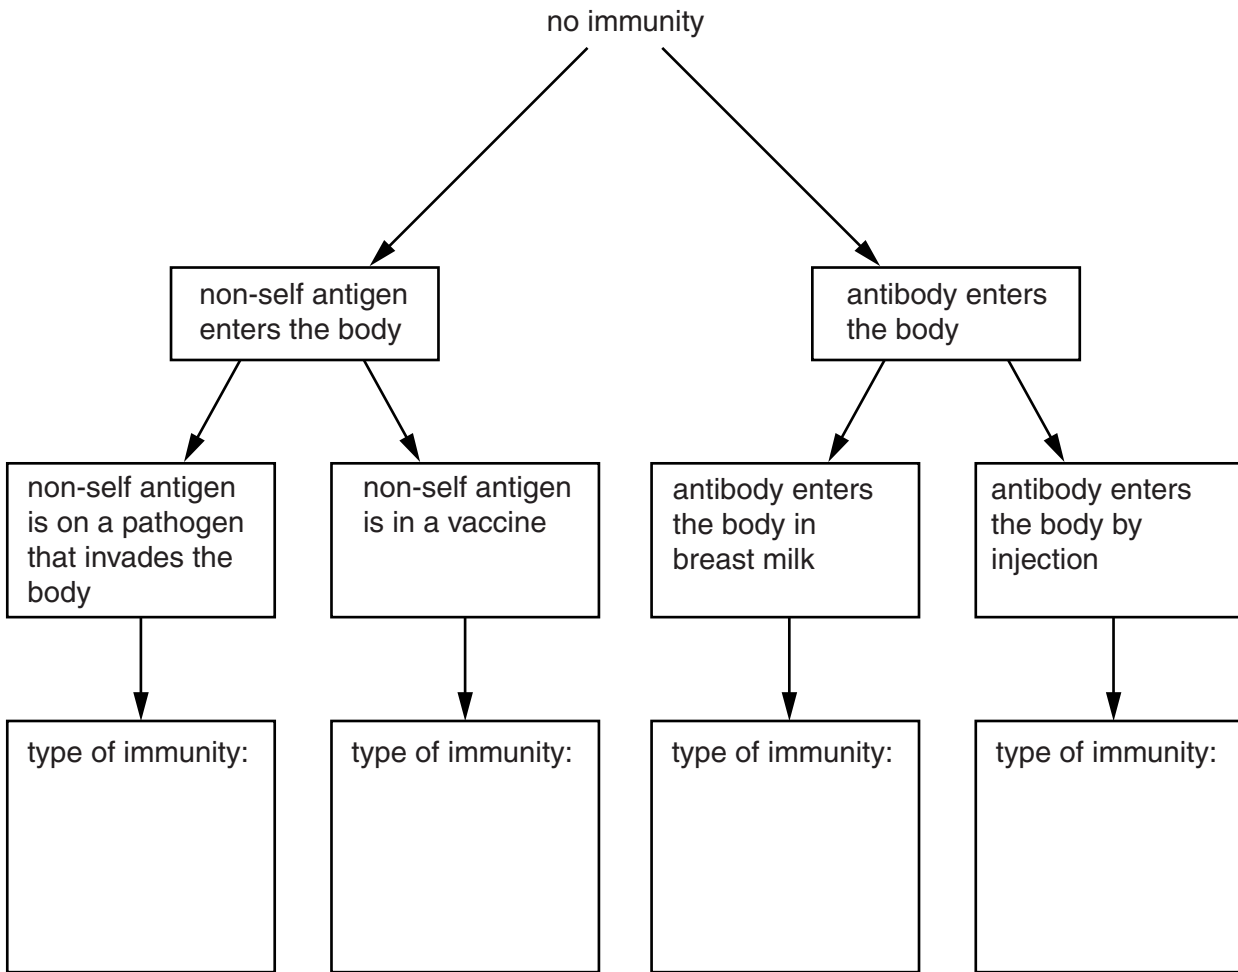 no immunity
non-self antigen
enters the body
antibody enters
the body
non-self antigen
is on a pathogen
that invades the
body
non-self antigen
is in a vaccine
antibody enters
the body in
breast milk
antibody enters
the body by
injection
type of immunity:
type of immunity:
type of immunity:
type of immunity: